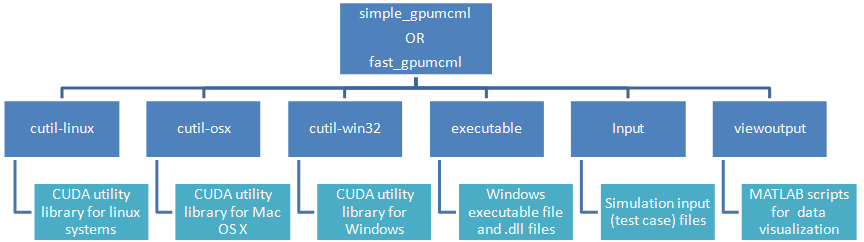 simple_gpumcml
OR
fast_gpumcml
cutil-linux
cutil-osx
cutil-win32
executable
Input
viewoutput
CUDA utility
library for linux
systems
CUDA utility
library for Mac
OS X
CUDA utility
library for
Windows
Windows
executable file
and .dll files
Simulation input
(test case) files
MATLAB scripts
for data
visualization